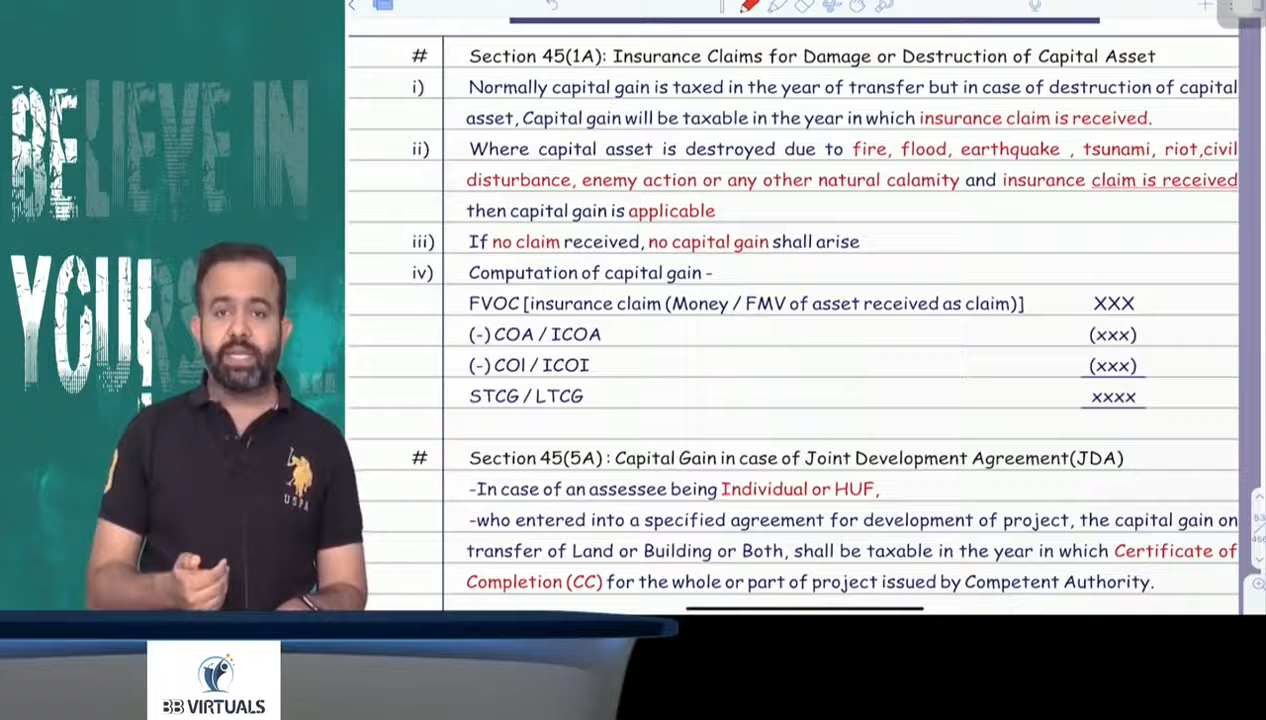 BELIEVE IN
YOURS
YOU!
# Section 45(1A): Insurance Claims for Damage or Destruction of Capital Asset
i) Normally capital gain is taxed in the year of transfer but in case of destruction of capital
asset, Capital gain will be taxable in the year in which insurance claim is received.
ii) Where capital asset is destroyed due to fire, flood, earthquake , tsunami, riot,civil
disturbance, enemy action or any other natural calamity and insurance claim is received
then capital gain is applicable
iii) If no claim received, no capital gain shall arise
iv) Computation of capital gain -
FVOC [insurance claim (Money / FMV of asset received as claim)] XXX
(-) COA / ICOA (xxx)
(-) COI / ICOI (xxx)
STCG / LTCG xxxx
# Section 45(5A) : Capital Gain in case of Joint Development Agreement(JDA)
-In case of an assessee being Individual or HUF,
-who entered into a specified agreement for development of project, the capital gain on
transfer of Land or Building or Both, shall be taxable in the year in which Certificate of
Completion (CC) for the whole or part of project issued by Competent Authority.
USPA
BB VIRTUALS